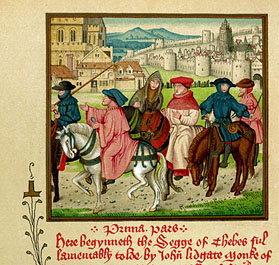 Prima Pars
Here begynneth the Segge of Thebes ful
lamentably tolde by John lidgate monke of